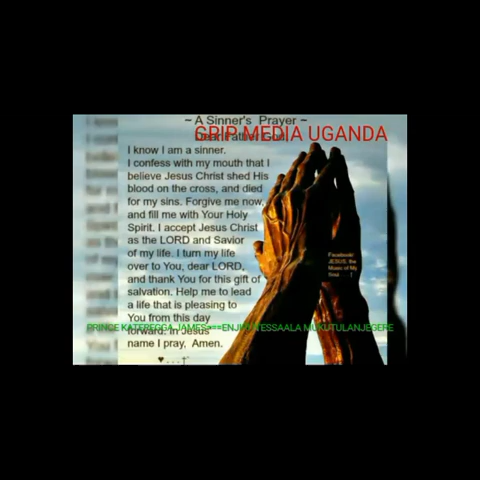 ~ A Sinner's Prayer ~
GRIP MEDIA UGANDA
Dear Father God,
I know I am a sinner.
I confess with my mouth that I
believe Jesus Christ shed His
blood on the cross, and died
for my sins. Forgive me now,
and fill me with Your Holy
Spirit. I accept Jesus Christ
as the LORD and Savior
of my life. I turn my life
over to You, dear LORD,
and thank You for this gift of
salvation. Help me to lead
a life that is pleasing to
You from this day
forward. In Jesus'
name I pray, Amen.
♥...†
Facebook/
JESUS, the
Music of My
Soul
PRINCE KATEREGGA JAMES